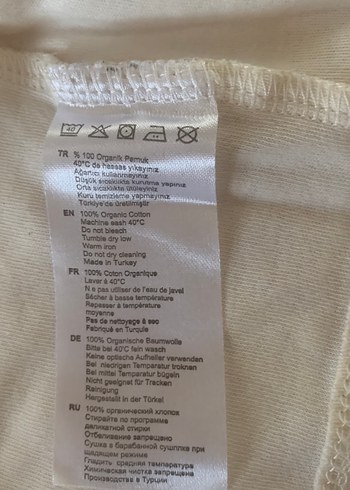 40
TR % 100 Organik Pamuk
40°C de hassas yıkayınız
Ağartıcı kullanmayınız
Düşük sıcaklıkta kurutma yapınız
Orta sıcaklıkta ütüleyiniz
Kuru temizleme yapmayınız
Türkiye'de üretilmiştir
EN 100% Organic Cotton
Machine eash 40°C
Do not bleach
Tumble dry low
Warm iron
Do not dry cleaning
Made in Turkey
FR 100% Coton Organique
Laver à 40°C
N e pas utiliser de l'eau de javel
Sécher à basse température
Repasser à température
moyenne
Pas de nettoyage à sec
Fabriqué en Turquie
DE 100% Organische Baumwolle
Bitte bei 40°C fein wasch
Keine optische Aufheller verwenden
Bei niedrigen Temperatur troknen
Bei mittel Temperatur bügeln
Nicht geeignet für Trecken
Reinigung
Hergestellt in der Türkei
RU 100% органический хлопок
Стирайте по программе
деликатной стирки
Отбеливание запрещено
Сушка в барабанной сушилке при
щадящем режиме
Гладить средняя температура
Химическая чистка запрещена
Производство в Турции